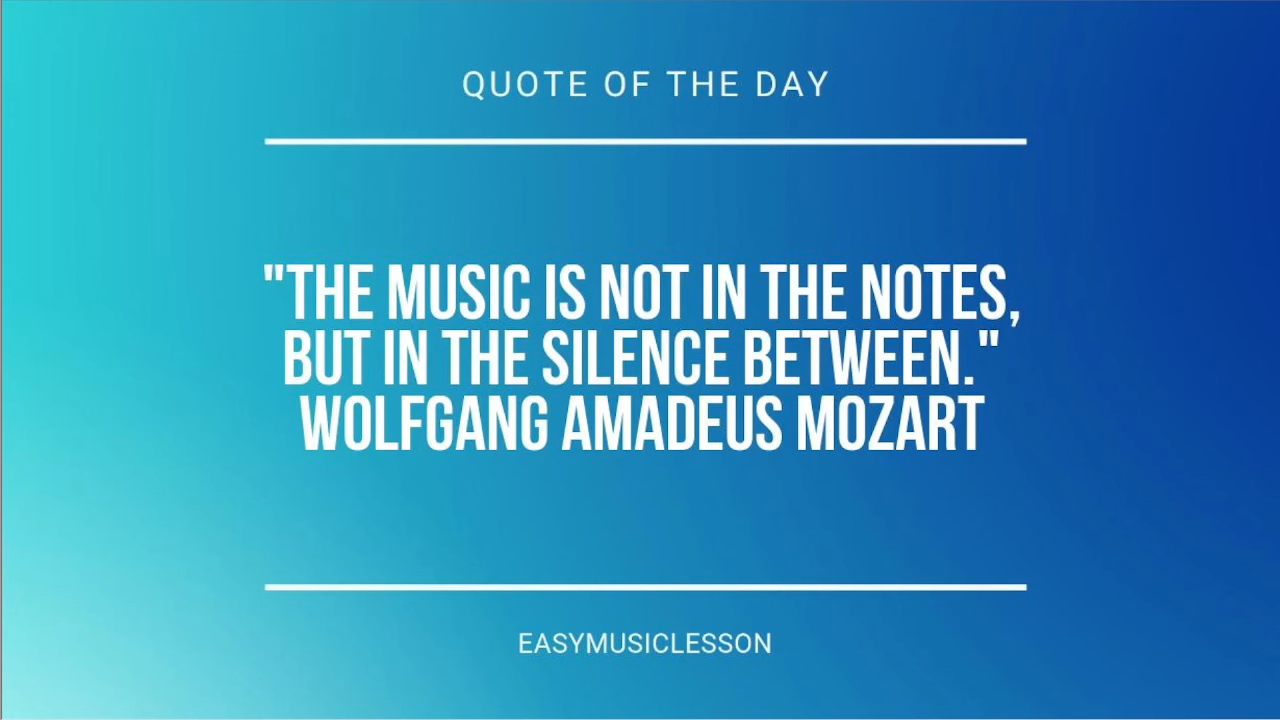 QUOTE OF THE DAY
"THE MUSIC IS NOT IN THE NOTES,
BUT IN THE SILENCE BETWEEN."
WOLFGANG AMADEUS MOZART
EASYMUSICLESSON